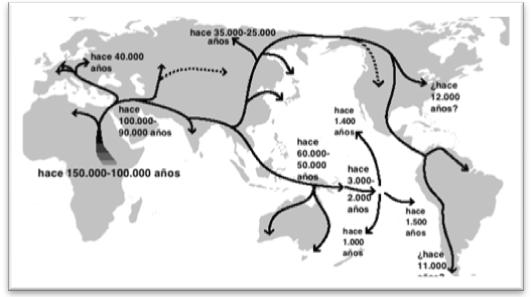 hace 35.000-25.000
años
hace 40.000
años
¿hace
12.000
años?
hace
100.000-
90.000 años
hace
1.400
años
hace
60.000-
50.000
años
hace 150.000-100.000 años
hace
3.000-
2.000
años
hace
1.500
años
hace
1.000
años
¿hace
11.000
años?